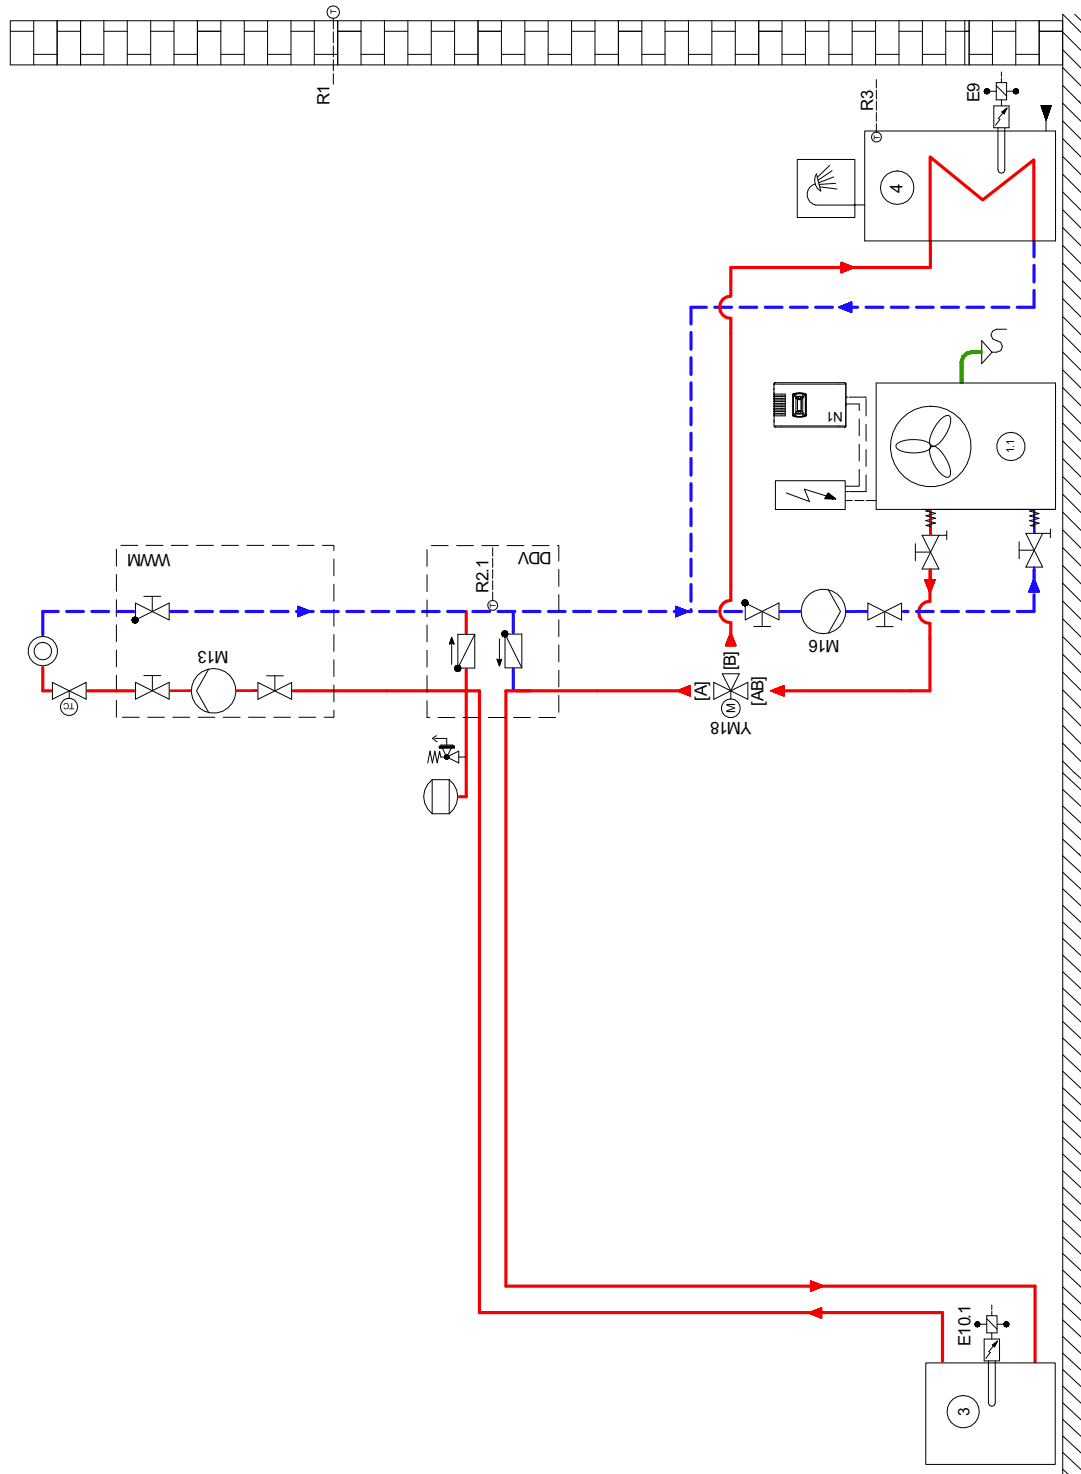 R1
R3
E9
4
WWM
N1
1.1
DDV
R2.1
M13
TC
M16
[A]
[B]
[AB]
M
YM18
E10.1
3
T
T
T